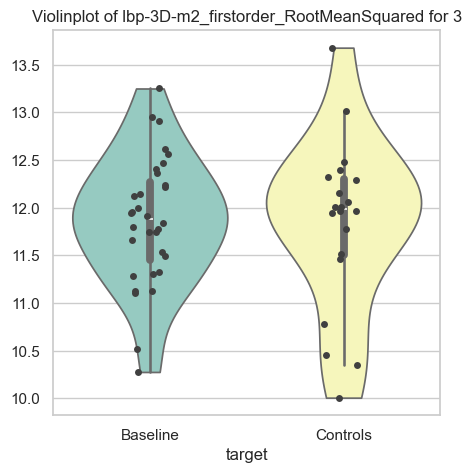 Violinplot of lbp-3D-m2_firstorder_RootMeanSquared for 3
13.5
13.0
12.5
12.0
11.5
11.0
10.5
10.0
Baseline Controls
target